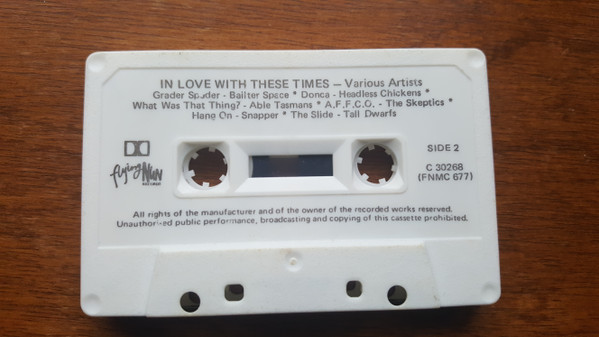 IN LOVE WITH THESE TIMES — Various Artists
Grader Spader - Bailter Space * Donca - Headless Chickens *
What Was That Thing? - Able Tasmans * A.F.F.C.O. - The Skeptics *
Hang On - Snapper * The Slide - Tall Dwarfs
SIDE 2
flying NUN
RECORDS
C 30268
(FNMC 677)
All rights of the manufacturer and of the owner of the recorded works reserved.
Unauthorised public performance, broadcasting and copying of this cassette prohibited.